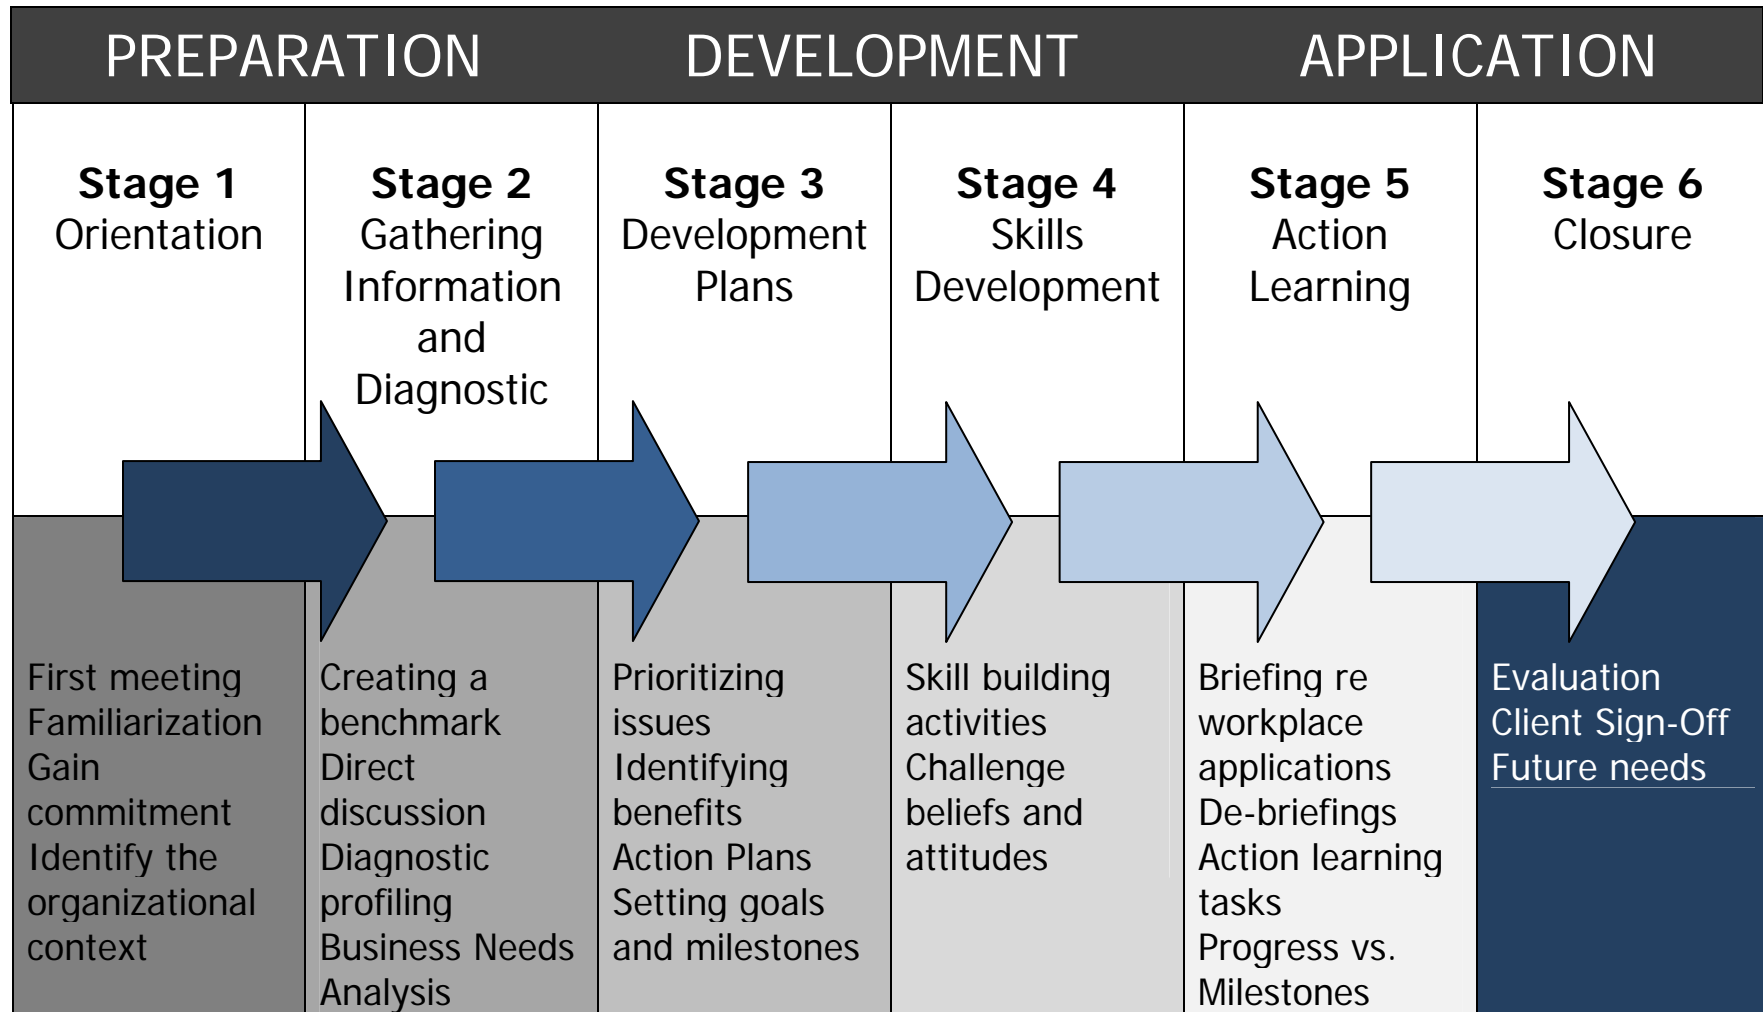 PREPARATION DEVELOPMENT APPLICATION
Stage 1
Orientation
Stage 2
Gathering
Information
and
Diagnostic
Stage 3
Development
Plans
Stage 4
Skills
Development
Stage 5
Action
Learning
Stage 6
Closure
First meeting
Familiarization
Gain
commitment
Identify the
organizational
context
Creating a
benchmark
Direct
discussion
Diagnostic
profiling
Business Needs
Analysis
Prioritizing
issues
Identifying
benefits
Action Plans
Setting goals
and milestones
Skill building
activities
Challenge
beliefs and
attitudes
Briefing re
workplace
applications
De-briefings
Action learning
tasks
Progress vs.
Milestones
Evaluation
Client Sign-Off
Future needs